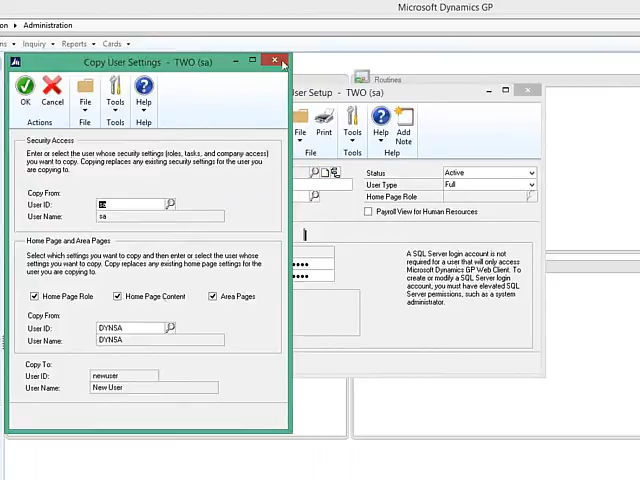 Microsoft Dynamics GP
Administration
Inquiry Reports Cards
Copy User Settings - TWO (sa)
OK Cancel File Tools Help
Actions File Tools Help
Security Access
Enter or select the user whose security settings (roles, tasks, and company access)
you want to copy. Copying replaces any existing security settings for the user you
are copying to.
Copy From:
User ID: sa
User Name: sa
Home Page and Area Pages
Select which settings you want to copy and then enter or select the user whose
settings you want to copy. Copy replaces any existing home page settings for the
user you are copying to.
Home Page Role Home Page Content Area Pages
Copy From:
User ID: DYNSA
User Name: DYNSA
Copy To:
User ID: newuser
User Name: New User
Routines
User Setup - TWO (sa)
File Print Tools Help Add
Note
File Tools Help
Status Active
User Type Full
Home Page Role
Payroll View for Human Resources
A SQL Server login account is not
required for a user that will only access
Microsoft Dynamics GP Web Client. To
create or modify a SQL Server login
account, you must have elevated SQL
Server permissions, such as a system
administrator.